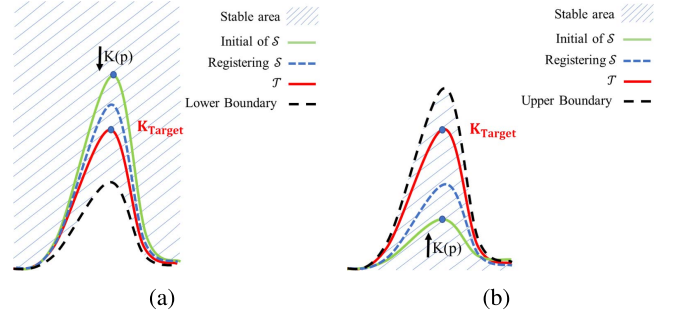 Stable area
Initial of 𝒮
Registering 𝒮
𝒯
Lower Boundary
K(p)
K_Target
(a)
Stable area
Initial of 𝒮
Registering 𝒮
𝒯
Upper Boundary
K_Target
K(p)
(b)